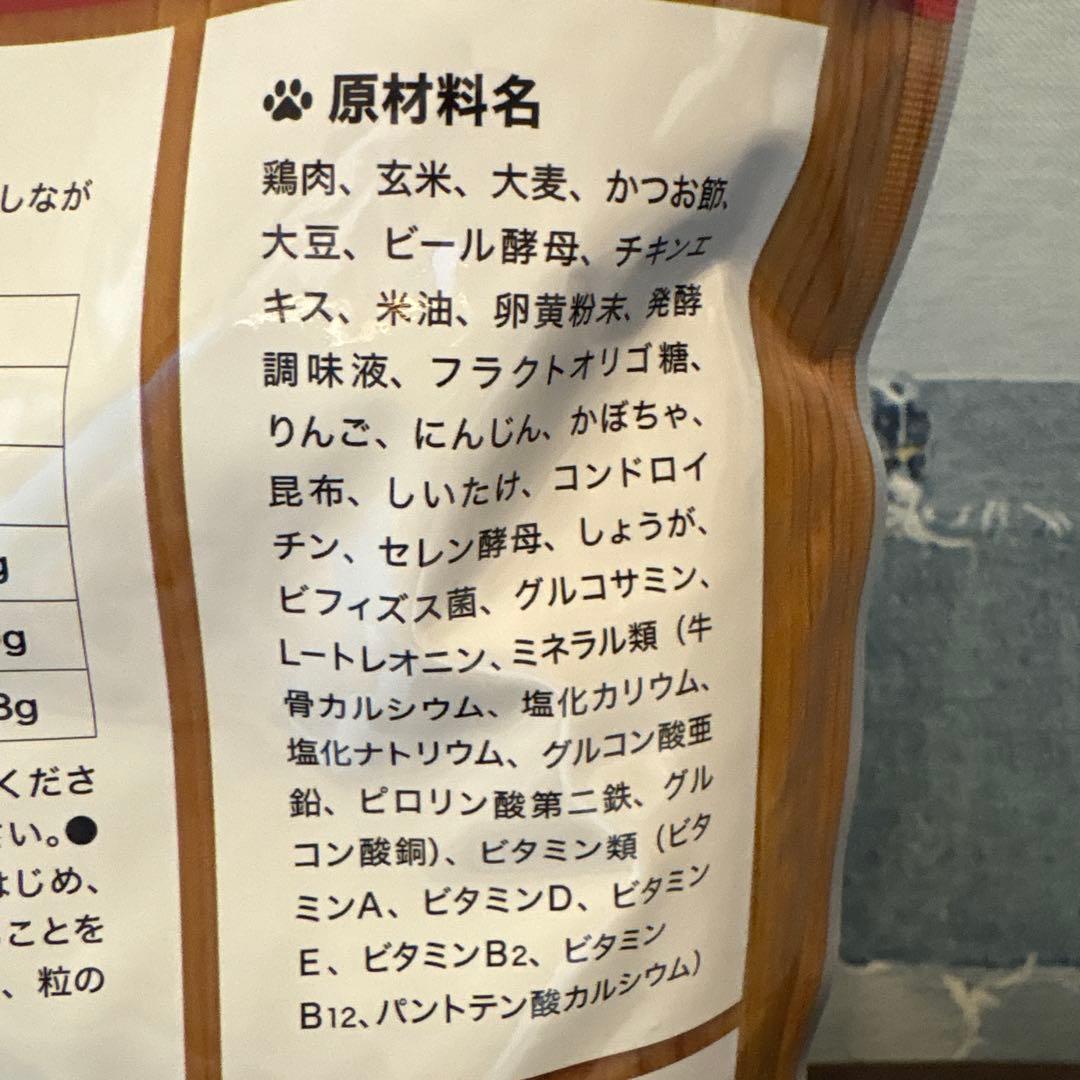 しなが
g
g
3g
くださ
さい。●
はじめ、
ことを
、粒の
原材料名
鶏肉、玄米、大麦、かつお節、
大豆、ビール酵母、チキンエ
キス、米油、卵黄粉末、発酵
調味液、フラクトオリゴ糖、
りんご、にんじん、かぼちゃ、
昆布、しいたけ、コンドロイ
チン、セレン酵母、しょうが、
ビフィズス菌、グルコサミン、
L-トレオニン、ミネラル類（牛
骨カルシウム、塩化カリウム、
塩化ナトリウム、グルコン酸亜
鉛、ピロリン酸第二鉄、グル
コン酸銅）、ビタミン類（ビタ
ミンA、ビタミンD、ビタミン
E、ビタミンB2、ビタミン
B12、パントテン酸カルシウム）